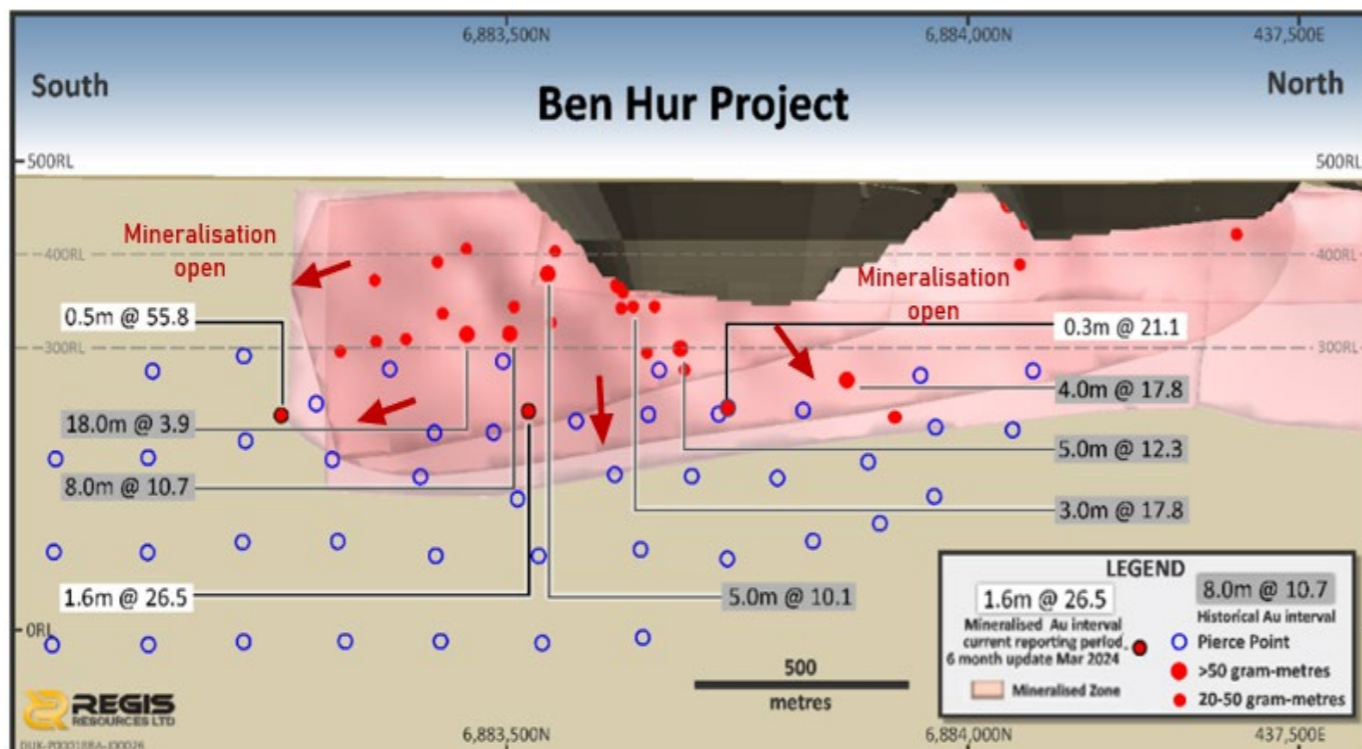 6,883,500N 6,884,000N 437,500E
South Ben Hur Project North
500RL 500RL
Mineralisation
open
400RL 400RL
Mineralisation
open
0.5m @ 55.8
0.3m @ 21.1
300RL 300RL
4.0m @ 17.8
18.0m @ 3.9
5.0m @ 12.3
8.0m @ 10.7
3.0m @ 17.8
1.6m @ 26.5
5.0m @ 10.1
0RL
500
metres
LEGEND
1.6m @ 26.5
Mineralised Au interval
current reporting period
6 month update Mar 2024
Mineralised Zone
8.0m @ 10.7
Historical Au interval
Pierce Point
>50 gram-metres
20-50 gram-metres
REGIS
RESOURCES LTD
6,883,500N 6,884,000N 437,500E